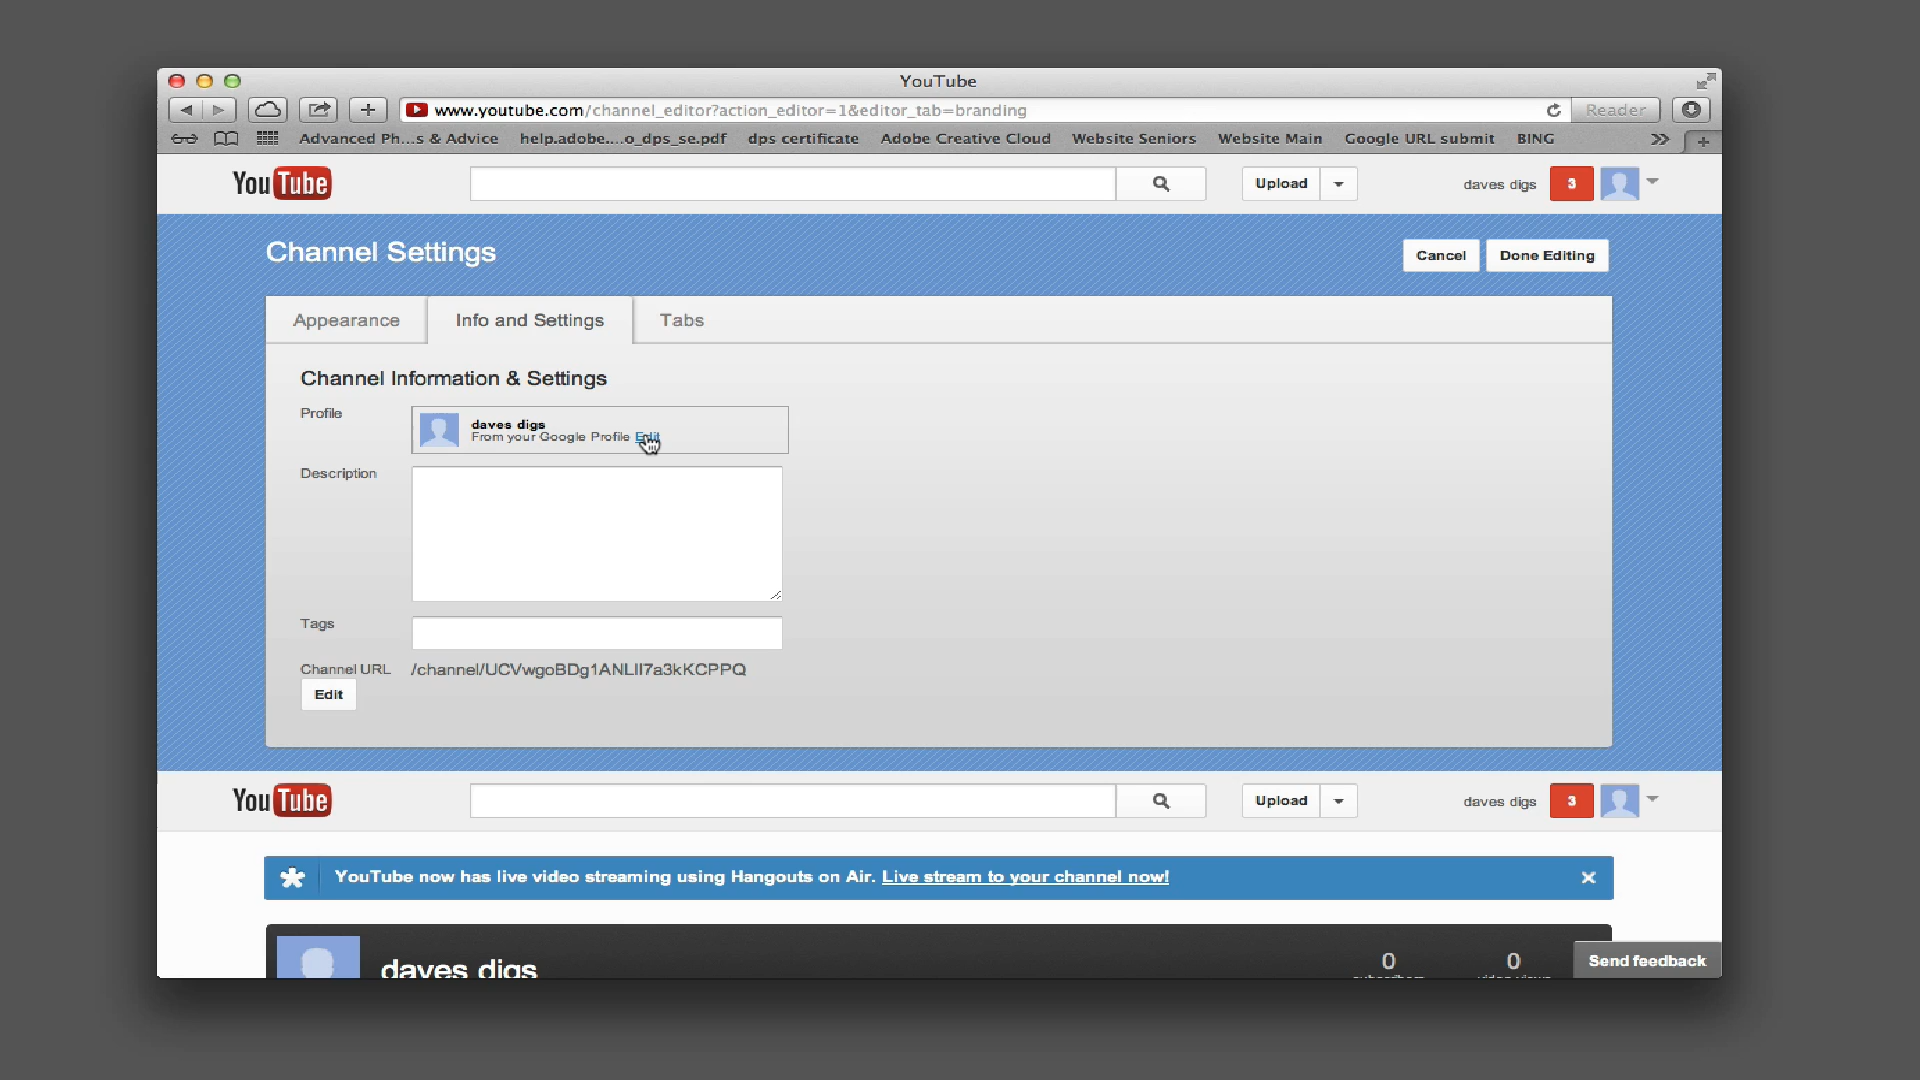 YouTube
www.youtube.com/channel_editor?action_editor=1&editor_tab=branding
Reader
Advanced Ph...s & Advice help.adobe....o_dps_se.pdf dps certificate Adobe Creative Cloud Website Seniors Website Main Google URL submit BING
YouTube
Upload
daves digs
3
Channel Settings
Cancel
Done Editing
Appearance
Info and Settings
Tabs
Channel Information & Settings
Profile
daves digs
From your Google Profile Edit
Description
Tags
Channel URL /channel/UCVwgoBDg1ANLII7a3kKCPPQ
Edit
YouTube
Upload
daves digs
3
YouTube now has live video streaming using Hangouts on Air. Live stream to your channel now!
daves digs
0
0
Send feedback